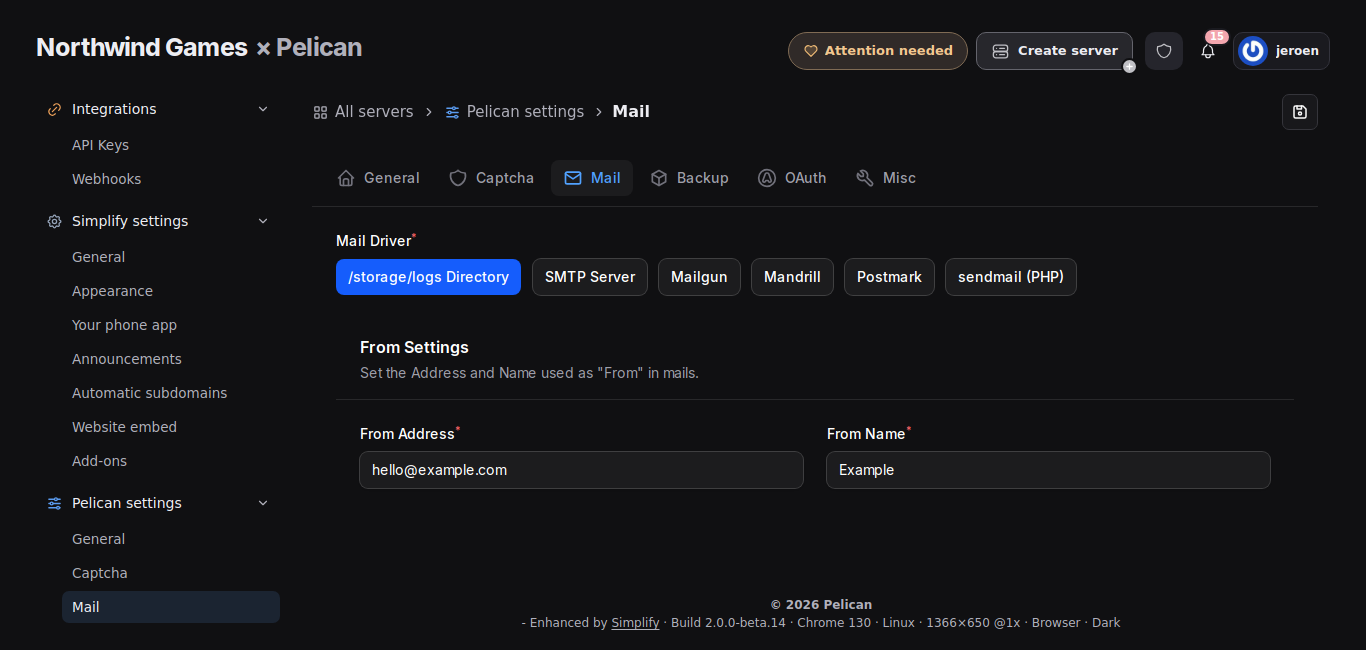 Northwind Games × Pelican
Attention needed
Create server
15
jeroen
Integrations
API Keys
Webhooks
Simplify settings
General
Appearance
Your phone app
Announcements
Automatic subdomains
Website embed
Add-ons
Pelican settings
General
Captcha
Mail
All servers > Pelican settings > Mail
General Captcha Mail Backup OAuth Misc
Mail Driver*
/storage/logs Directory SMTP Server Mailgun Mandrill Postmark sendmail (PHP)
From Settings
Set the Address and Name used as "From" in mails.
From Address* From Name*
hello@example.com Example
© 2026 Pelican
- Enhanced by Simplify · Build 2.0.0-beta.14 · Chrome 130 · Linux · 1366×650 @1x · Browser · Dark